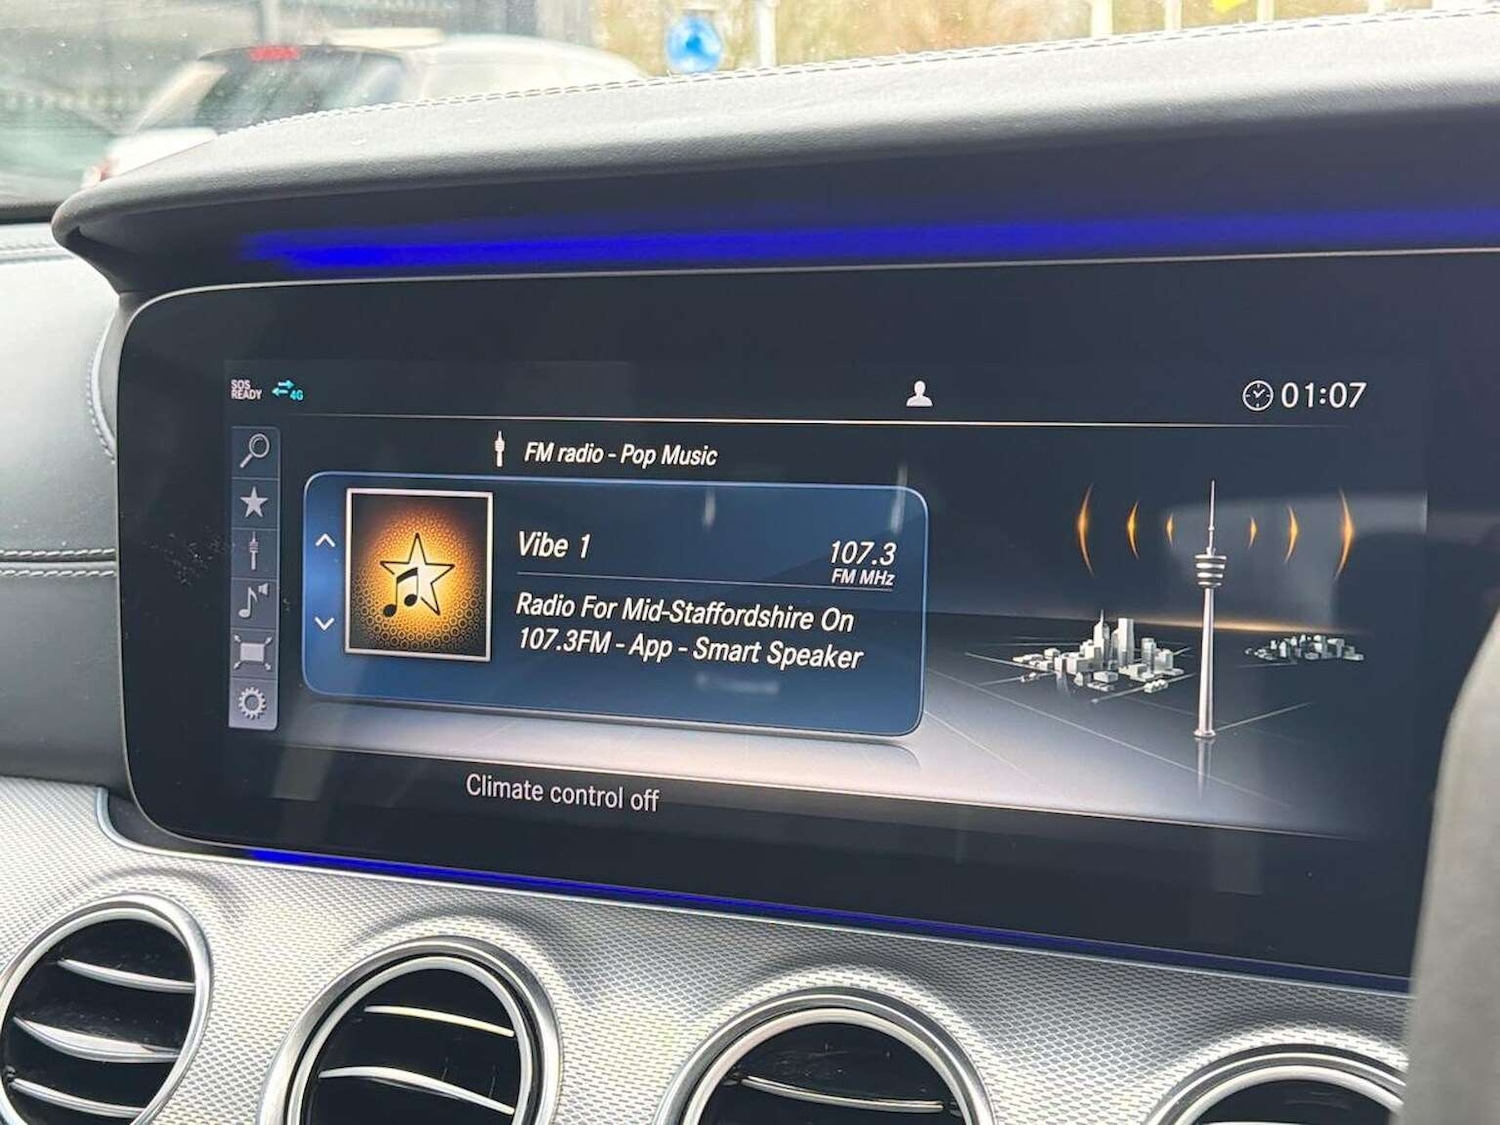 SOS
READY
4G
01:07
FM radio - Pop Music
Vibe 1
107.3
FM MHz
Radio For Mid-Staffordshire On
107.3FM - App - Smart Speaker
Climate control off